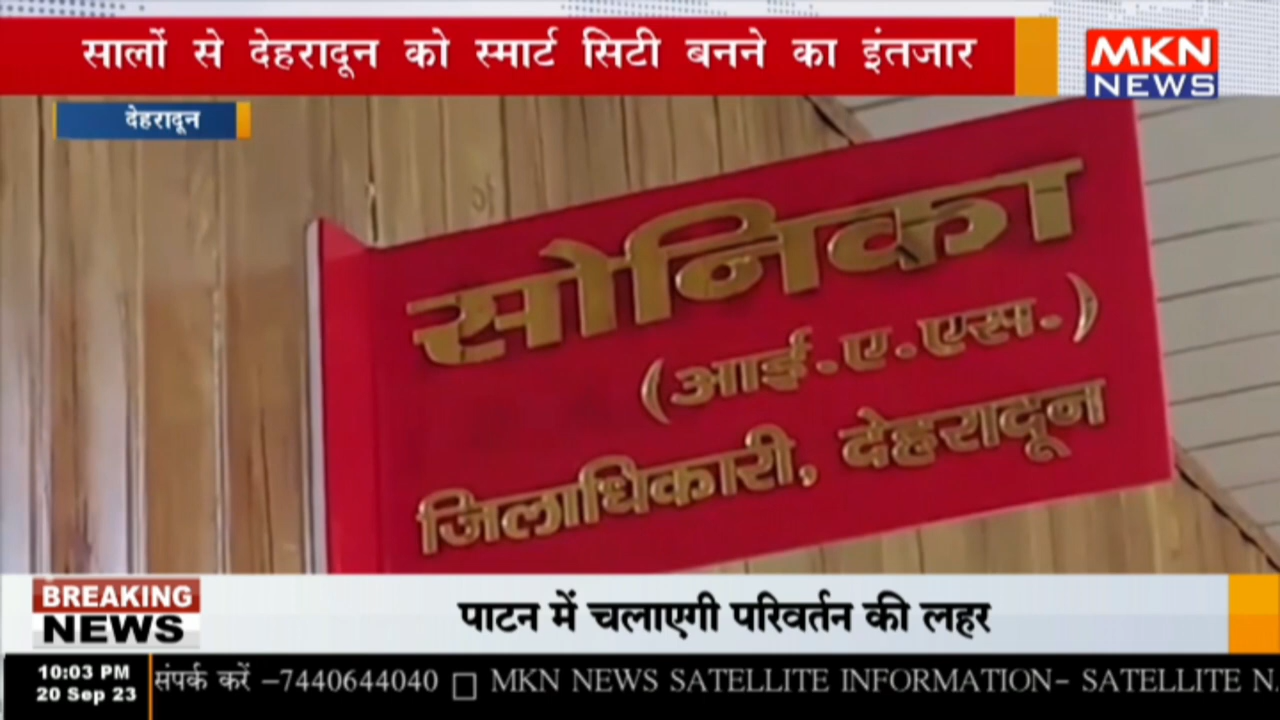 सालों से देहरादून को स्मार्ट सिटी बनने का इंतजार
MKN
NEWS
देहरादून
सोनिका
(आई.ए.एस.)
जिलाधिकारी, देहरादून
BREAKING
NEWS
पाटन में चलाएगी परिवर्तन की लहर
10:03 PM
20 Sep 23
संपर्क करें –7440644040 □ MKN NEWS SATELLITE INFORMATION– SATELLITE N